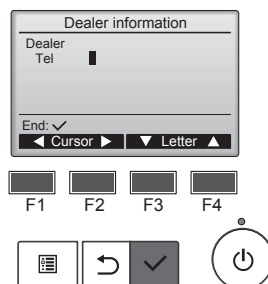 Dealer information
Dealer
Tel
End: ✓
◀ Cursor ▶ ▼ Letter ▲
F1 F2 F3 F4